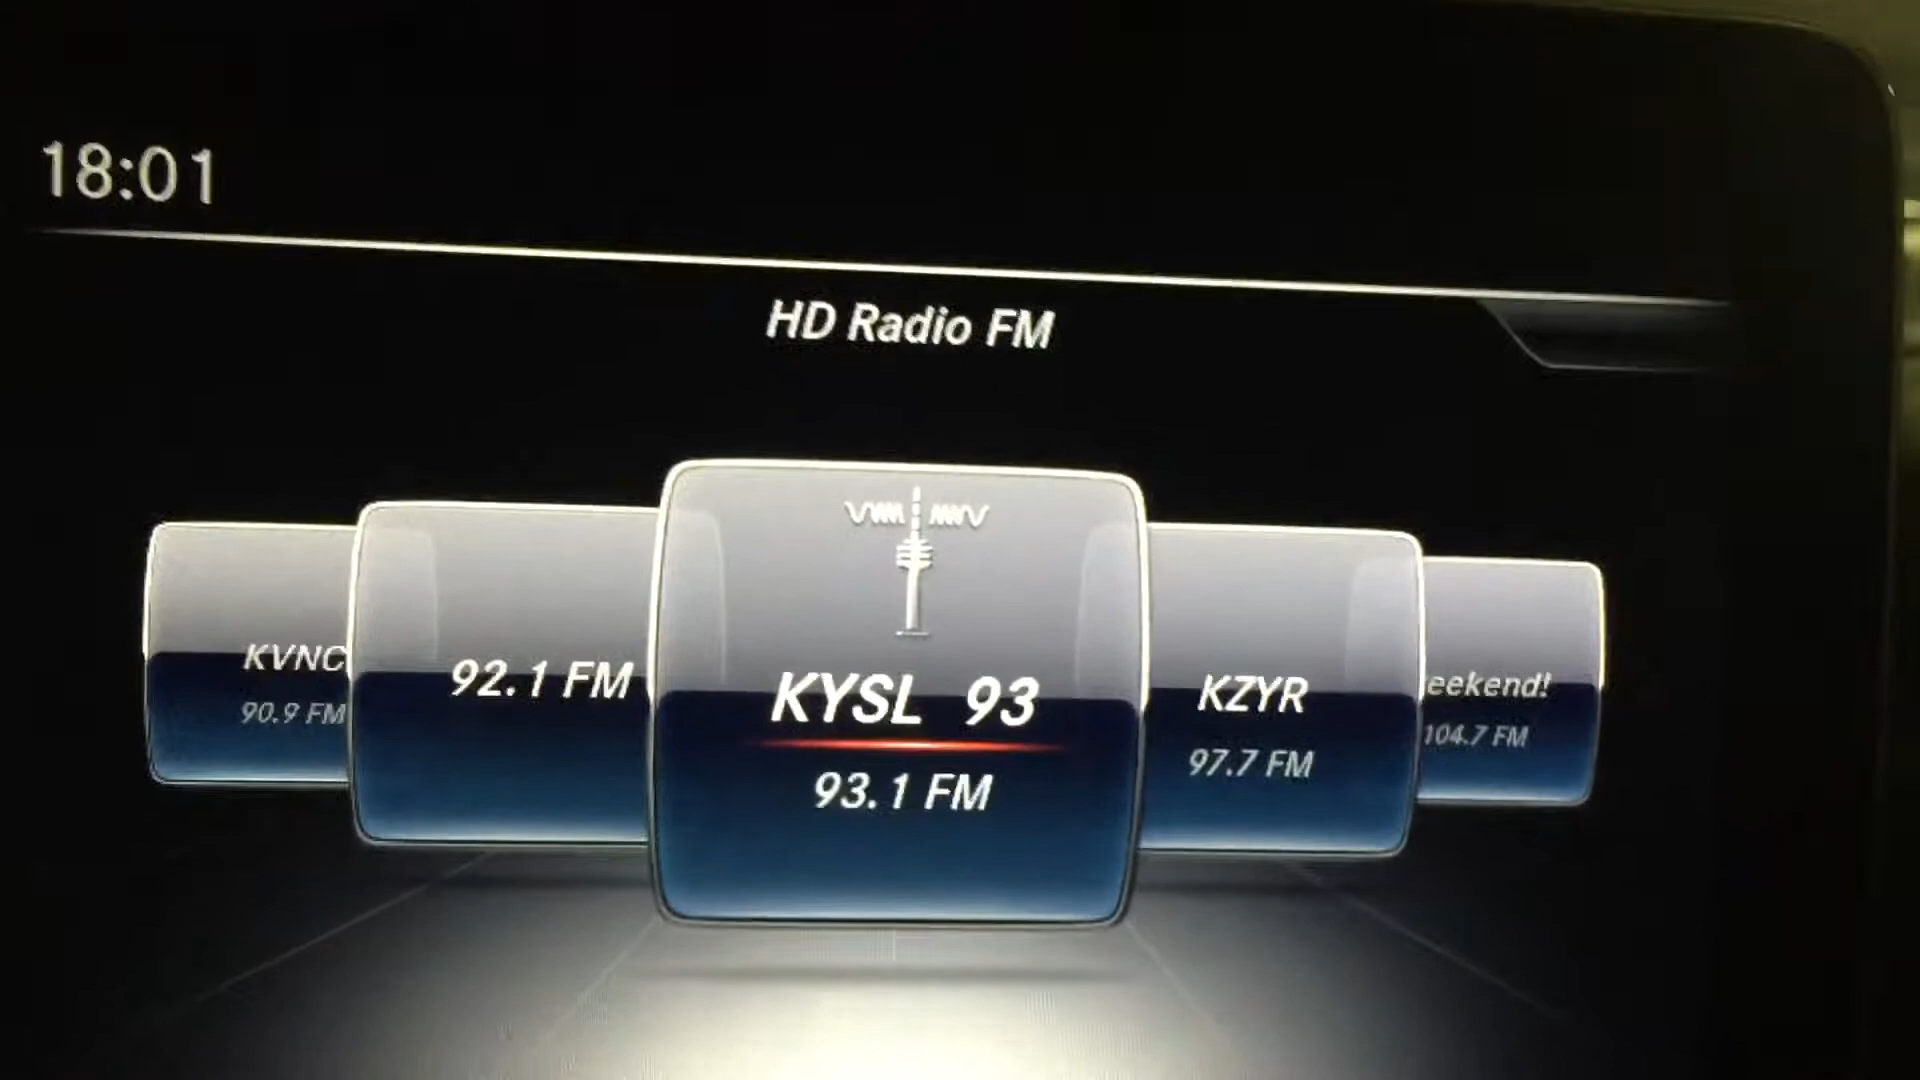 18:01
HD Radio FM
KVNC
90.9 FM
92.1 FM
KYSL 93
93.1 FM
KZYR
97.7 FM
eekend!
104.7 FM